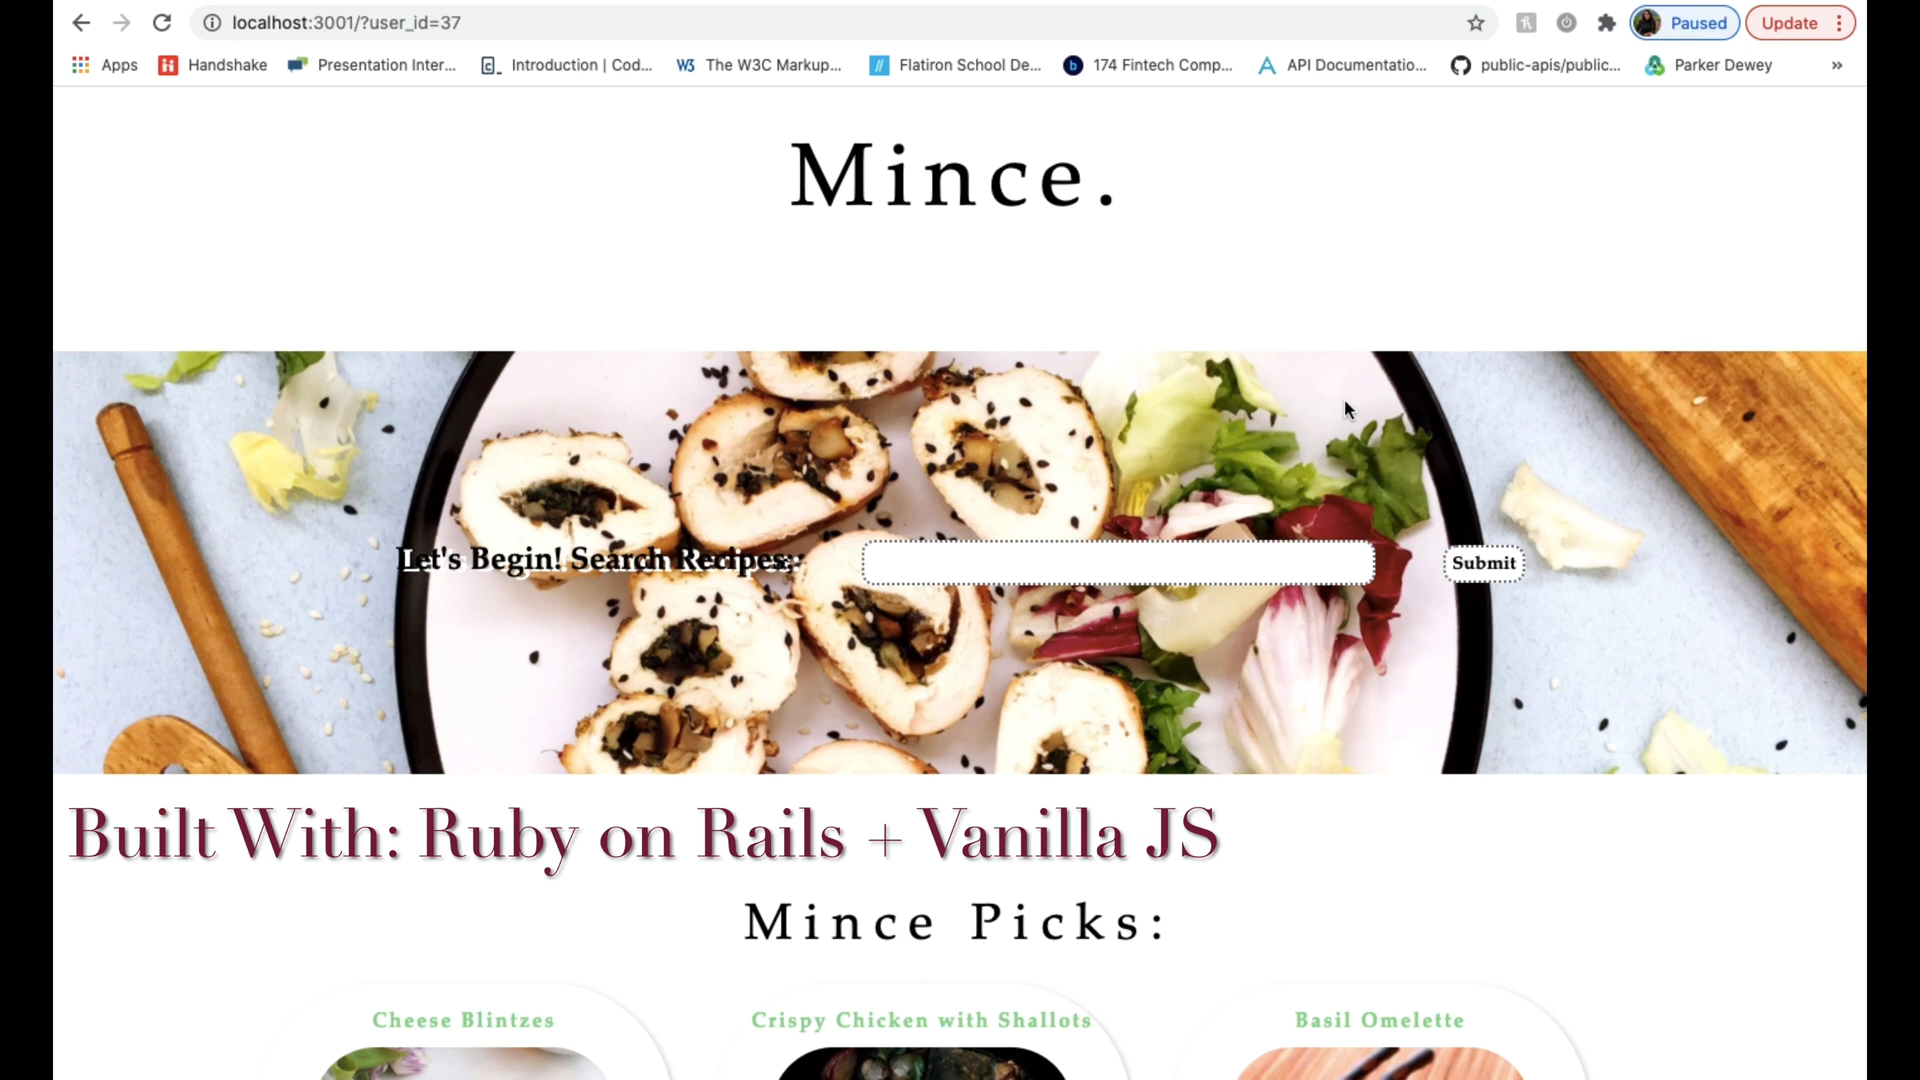 localhost:3001/?user_id=37
Paused
Update
Apps
Handshake
Presentation Inter...
Introduction | Cod...
The W3C Markup...
Flatiron School De...
174 Fintech Comp...
API Documentatio...
public-apis/public...
Parker Dewey
»
Mince.
Let's Begin! Search Recipes:
Submit
Built With: Ruby on Rails + Vanilla JS
Mince Picks:
Cheese Blintzes
Crispy Chicken with Shallots
Basil Omelette